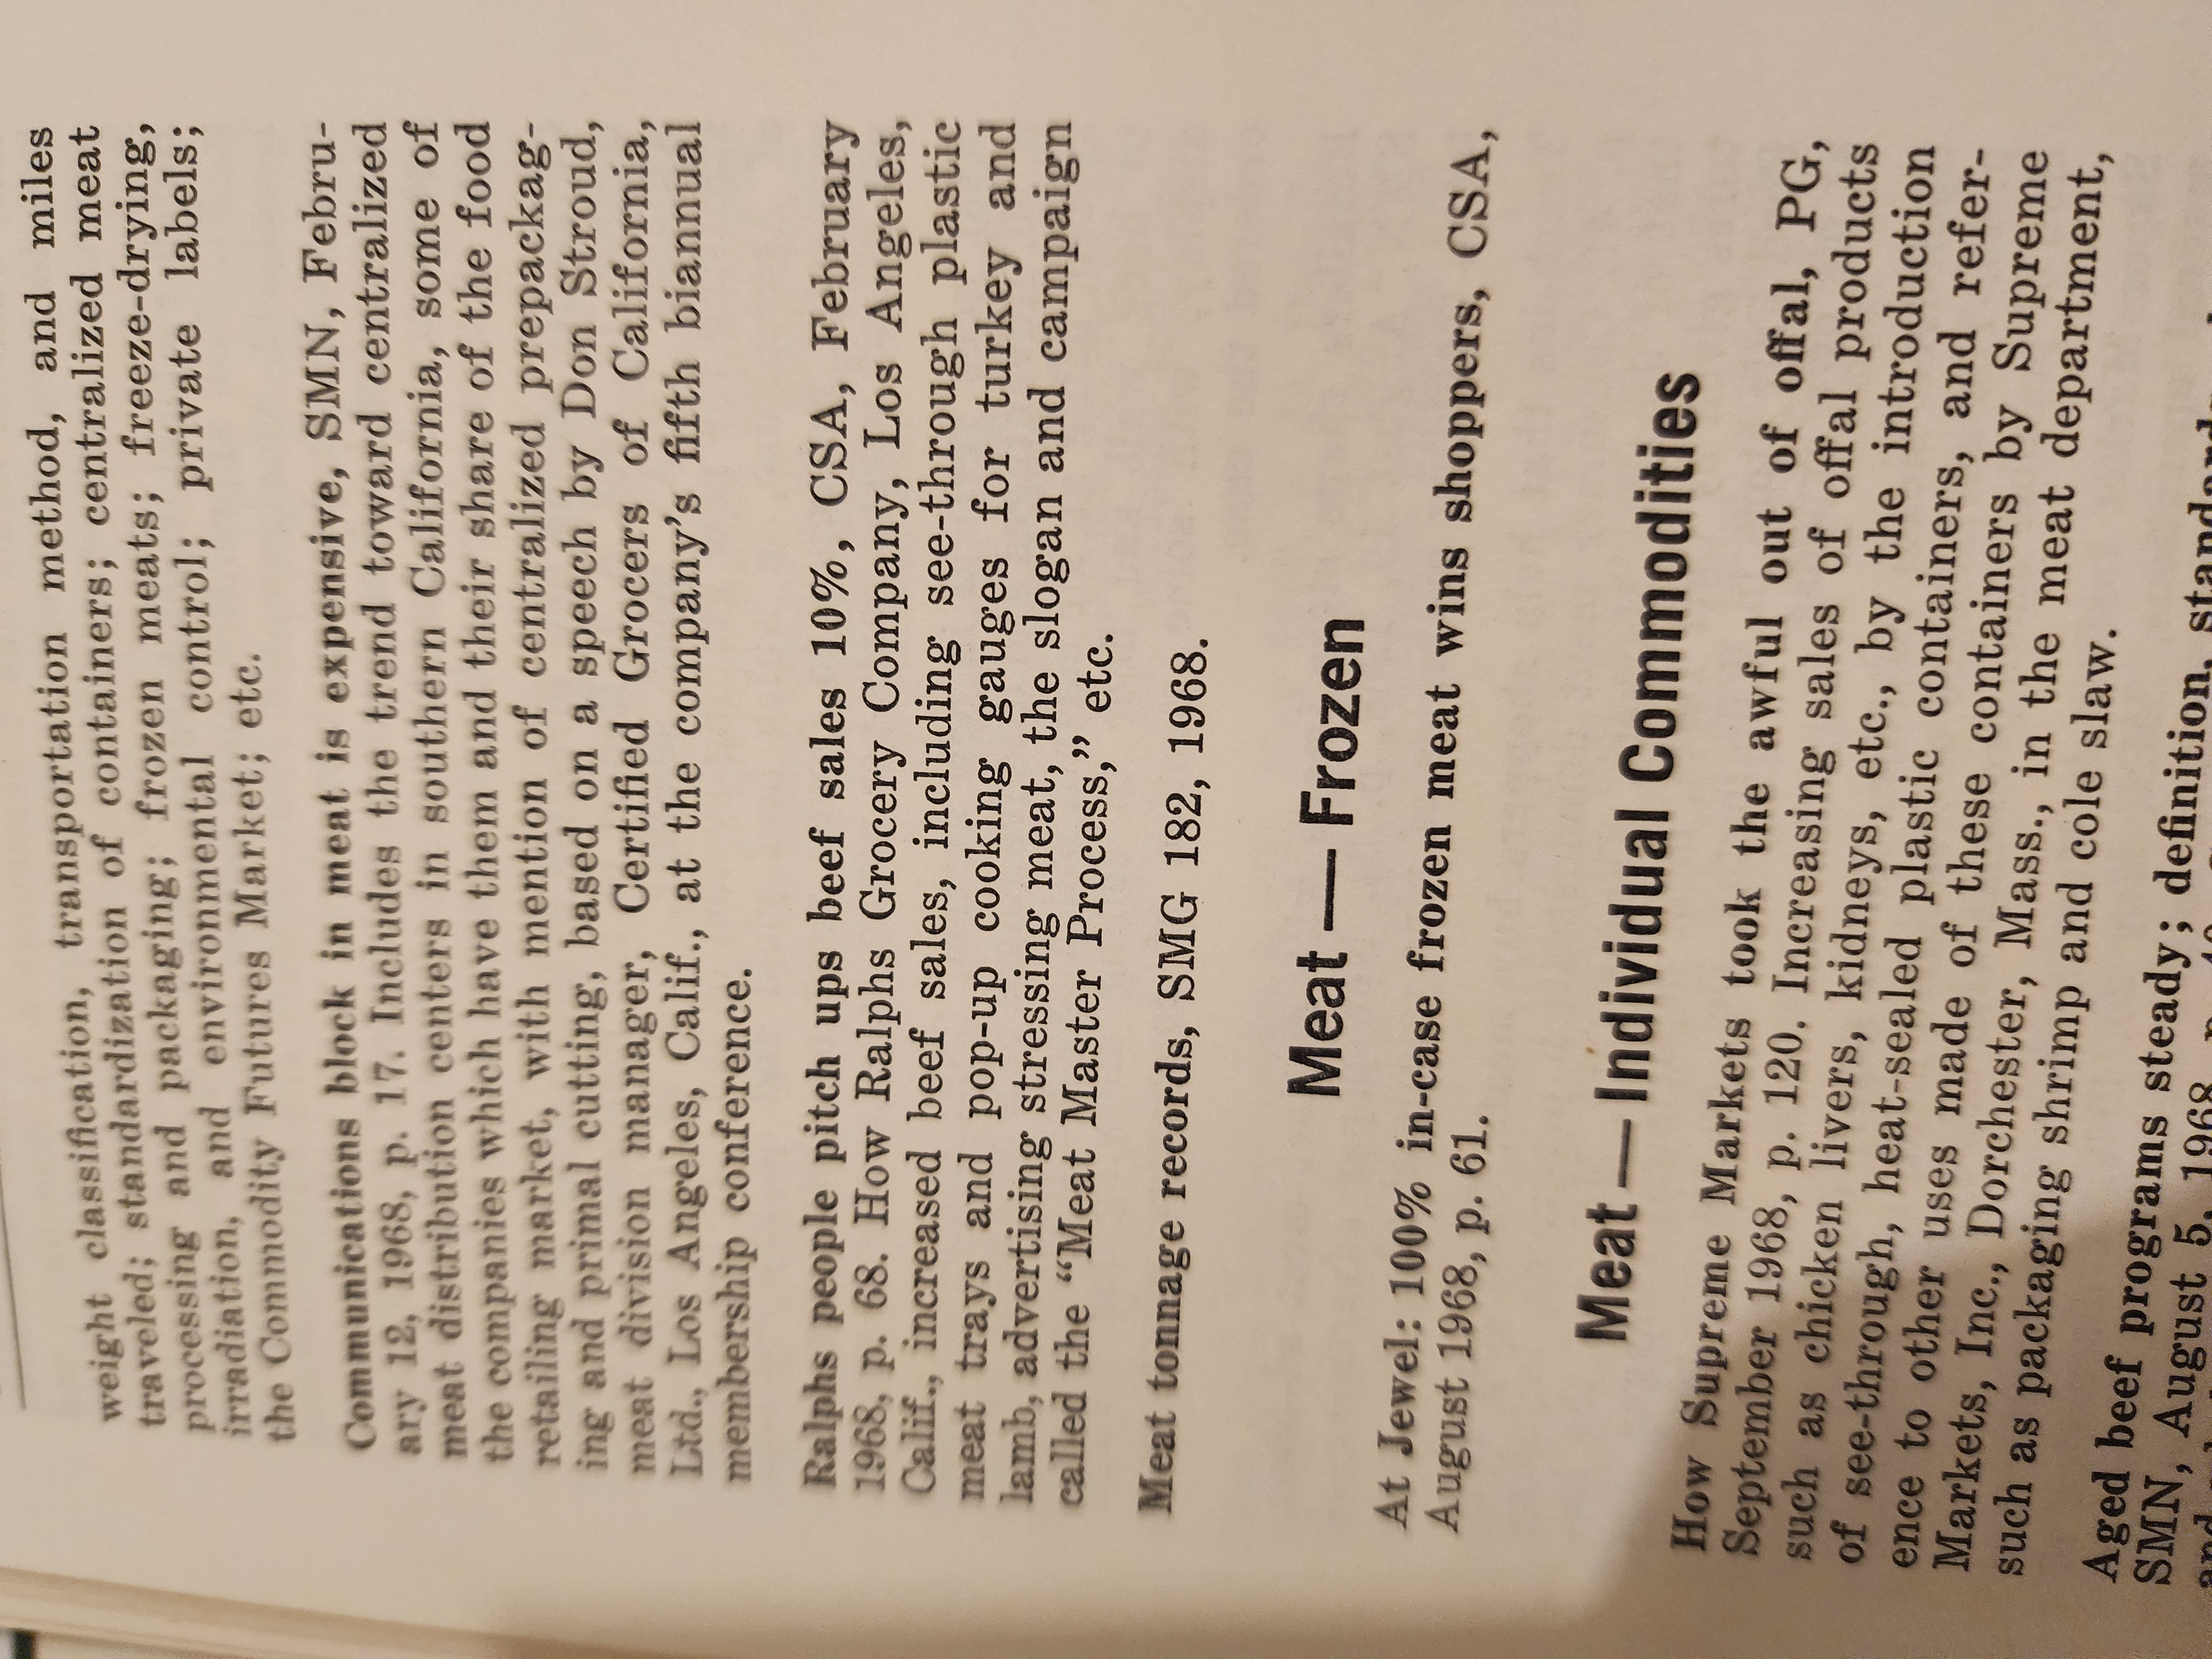 weight classification, transportation method, and miles
traveled; standardization of containers; centralized meat
processing and packaging; frozen meats; freeze-drying,
irradiation, and environmental control; private labels;
the Commodity Futures Market; etc.
Communications block in meat is expensive, SMN, Febru-
ary 12, 1968, p. 17. Includes the trend toward centralized
meat distribution centers in southern California, some of
the companies which have them and their share of the food
retailing market, with mention of centralized prepackag-
ing and primal cutting, based on a speech by Don Stroud,
meat division manager, Certified Grocers of California,
Ltd., Los Angeles, Calif., at the company's fifth biannual
membership conference.
Ralphs people pitch ups beef sales 10%, CSA, February
1968, p. 68. How Ralphs Grocery Company, Los Angeles,
Calif., increased beef sales, including see-through plastic
meat trays and pop-up cooking gauges for turkey and
lamb, advertising stressing meat, the slogan and campaign
called the “Meat Master Process,” etc.
Meat tonnage records, SMG 182, 1968.
Meat — Frozen
At Jewel: 100% in-case frozen meat wins shoppers, CSA,
August 1968, p. 61.
Meat — Individual Commodities
How Supreme Markets took the awful out of offal, PG,
September 1968, p. 120. Increasing sales of offal products
such as chicken livers, kidneys, etc., by the introduction
of see-through, heat-sealed plastic containers, and refer-
ence to other uses made of these containers by Supreme
Markets, Inc., Dorchester, Mass., in the meat department,
such as packaging shrimp and cole slaw.
Aged beef programs steady; definition, standards
SMN, August 5, 1968, p.